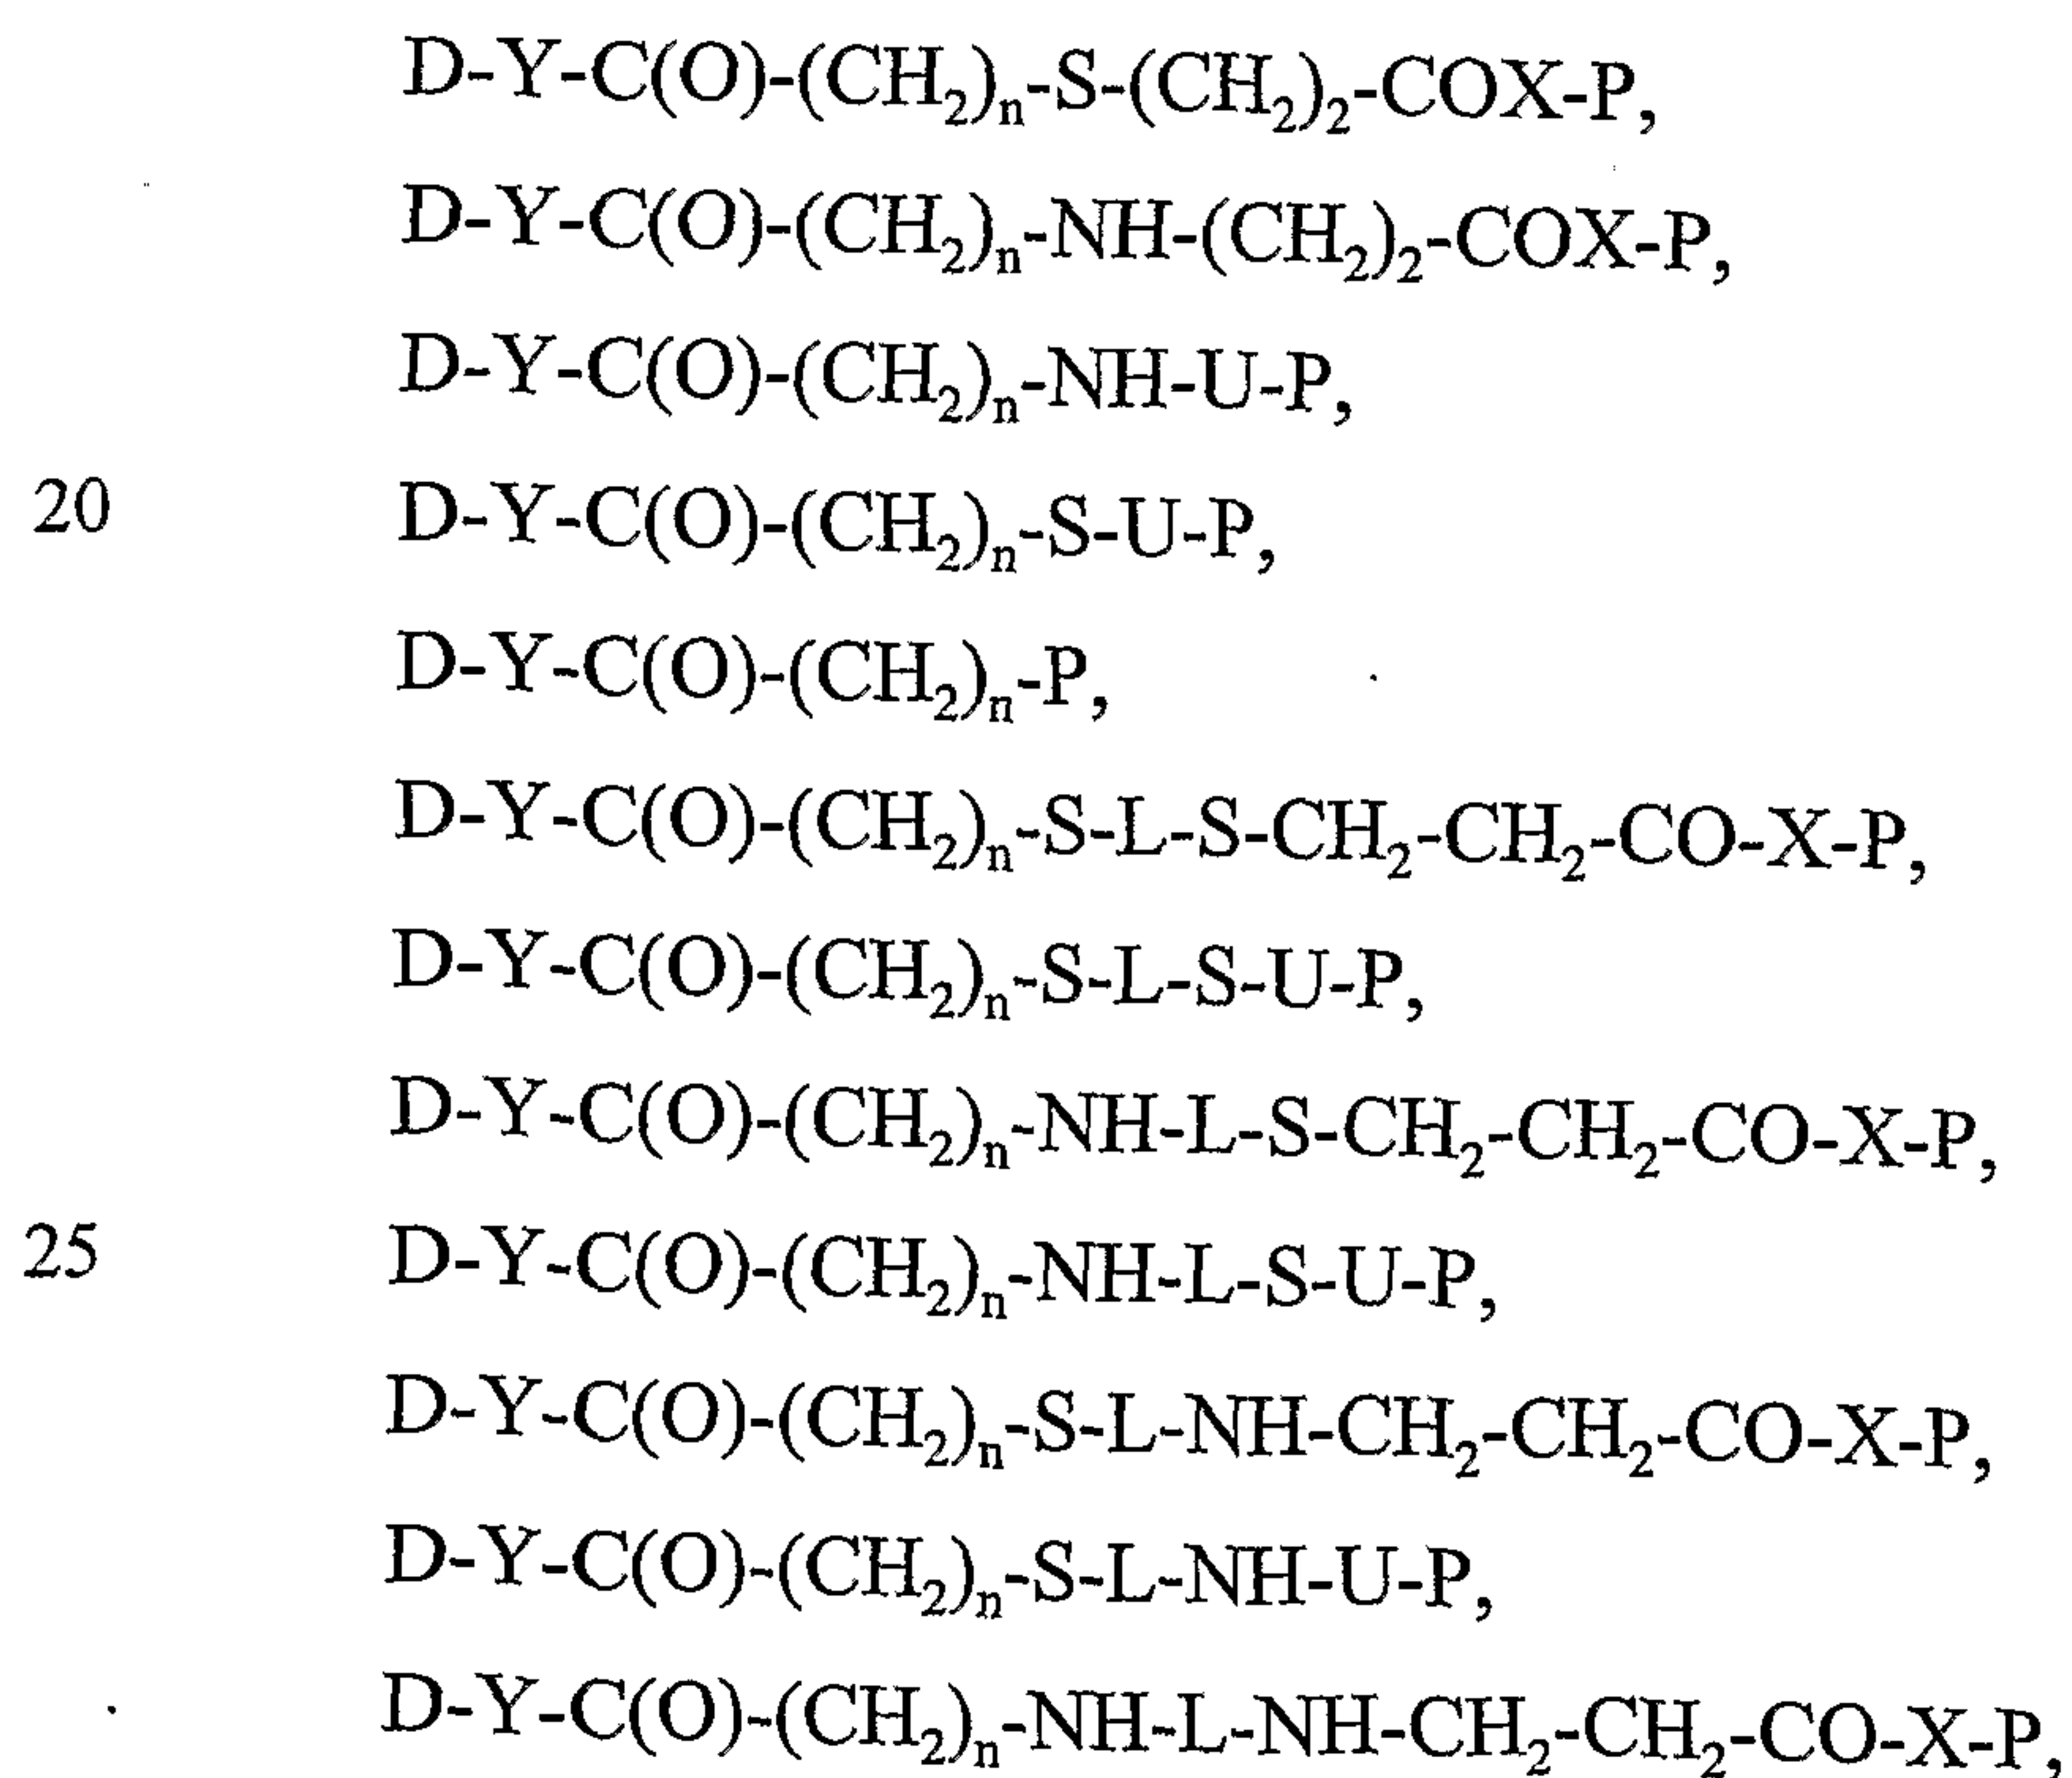 D-Y-C(O)-(CH₂)ₙ-S-(CH₂)₂-COX-P,
D-Y-C(O)-(CH₂)ₙ-NH-(CH₂)₂-COX-P,
D-Y-C(O)-(CH₂)ₙ-NH-U-P,
20 D-Y-C(O)-(CH₂)ₙ-S-U-P,
D-Y-C(O)-(CH₂)ₙ-P,
D-Y-C(O)-(CH₂)ₙ-S-L-S-CH₂-CH₂-CO-X-P,
D-Y-C(O)-(CH₂)ₙ-S-L-S-U-P,
D-Y-C(O)-(CH₂)ₙ-NH-L-S-CH₂-CH₂-CO-X-P,
25 D-Y-C(O)-(CH₂)ₙ-NH-L-S-U-P,
D-Y-C(O)-(CH₂)ₙ-S-L-NH-CH₂-CH₂-CO-X-P,
D-Y-C(O)-(CH₂)ₙ-S-L-NH-U-P,
D-Y-C(O)-(CH₂)ₙ-NH-L-NH-CH₂-CH₂-CO-X-P,